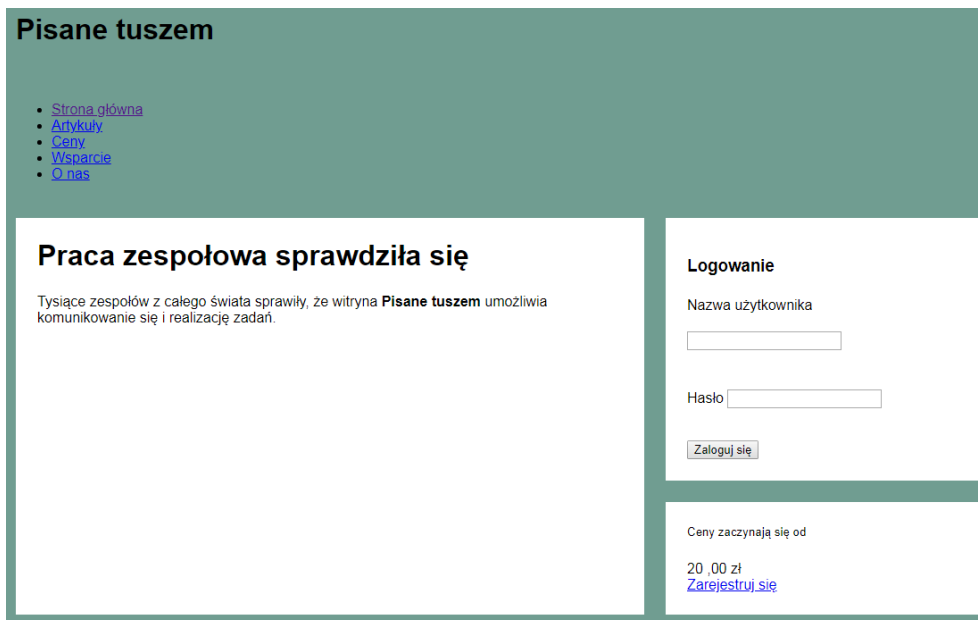 Pisane tuszem
Strona główna
Artykuły
Ceny
Wsparcie
O nas
Praca zespołowa sprawdziła się
Tysiące zespołów z całego świata sprawiły, że witryna Pisane tuszem umożliwia
komunikowanie się i realizację zadań.
Logowanie
Nazwa użytkownika
Hasło
Zaloguj się
Ceny zaczynają się od
20 ,00 zł
Zarejestruj się